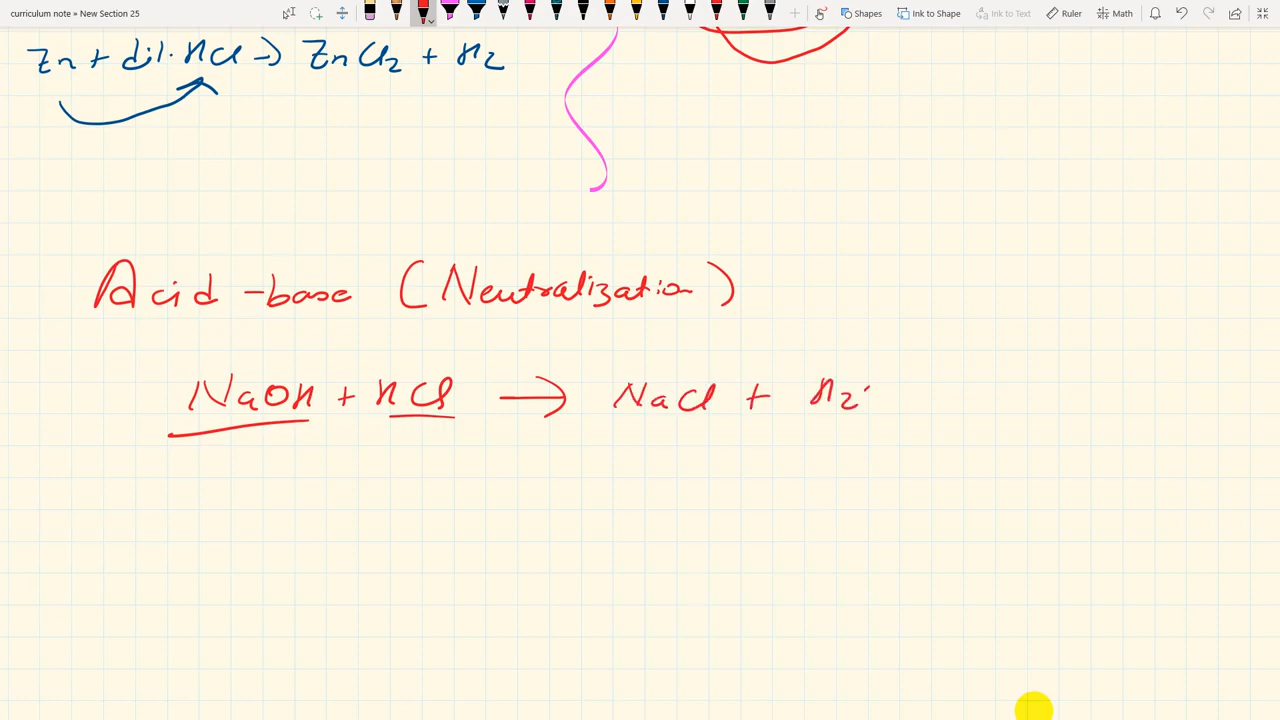 curriculum note » New Section 25
Shapes Ink to Shape Ink to Text Ruler Math
Zn + dil. HCl → ZnCl2 + H2
Acid-base (Neutralization)
NaOH + HCl → NaCl + H2